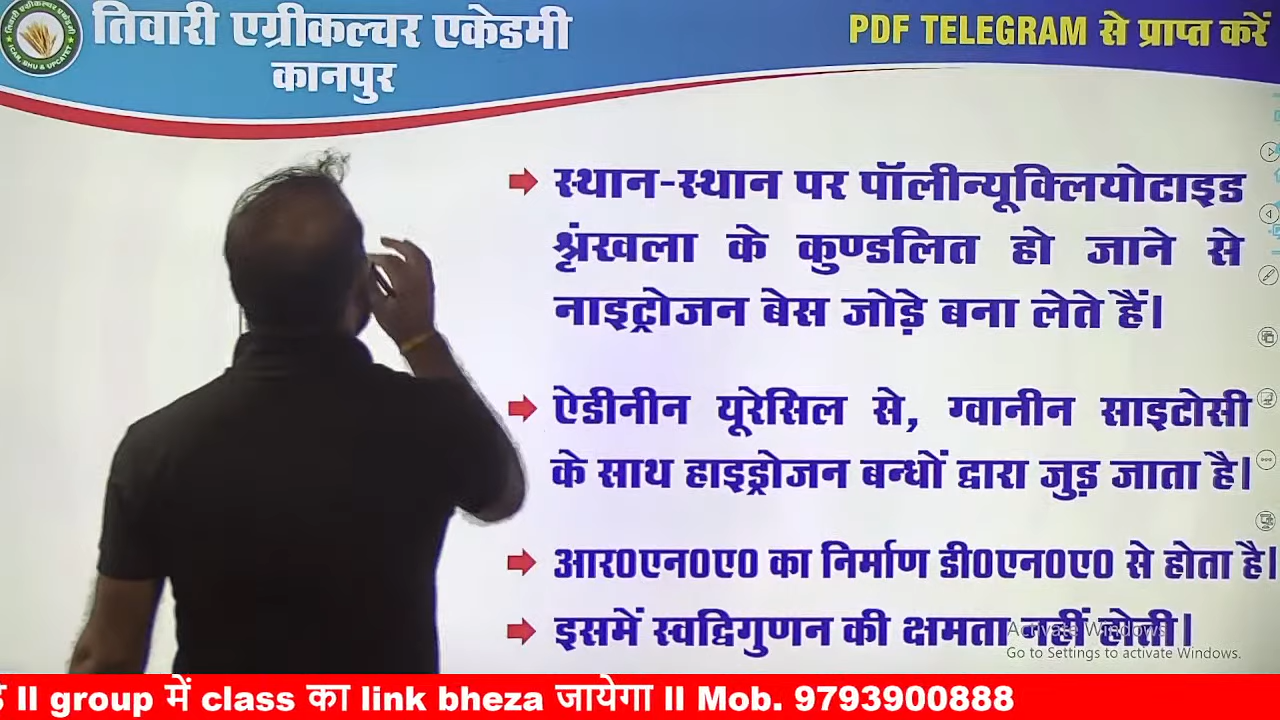 तिवारी एग्रीकल्चर एकेडमी
कानपुर
PDF TELEGRAM से प्राप्त करें
स्थान-स्थान पर पॉलीन्यूक्लियोटाइड
श्रृंखला के कुण्डलित हो जाने से
नाइट्रोजन बेस जोड़े बना लेते हैं।
ऐडीनीन यूरेसिल से, ग्वानीन साइटोसी
के साथ हाइड्रोजन बन्धों द्वारा जुड़ जाता है।
आर0एन0ए0 का निर्माण डी0एन0ए0 से होता है।
इसमें स्वद्विगुणन की क्षमता नहीं होती।
Activate Windows
Go to Settings to activate Windows.
II group में class का link bheza जायेगा II Mob. 9793900888